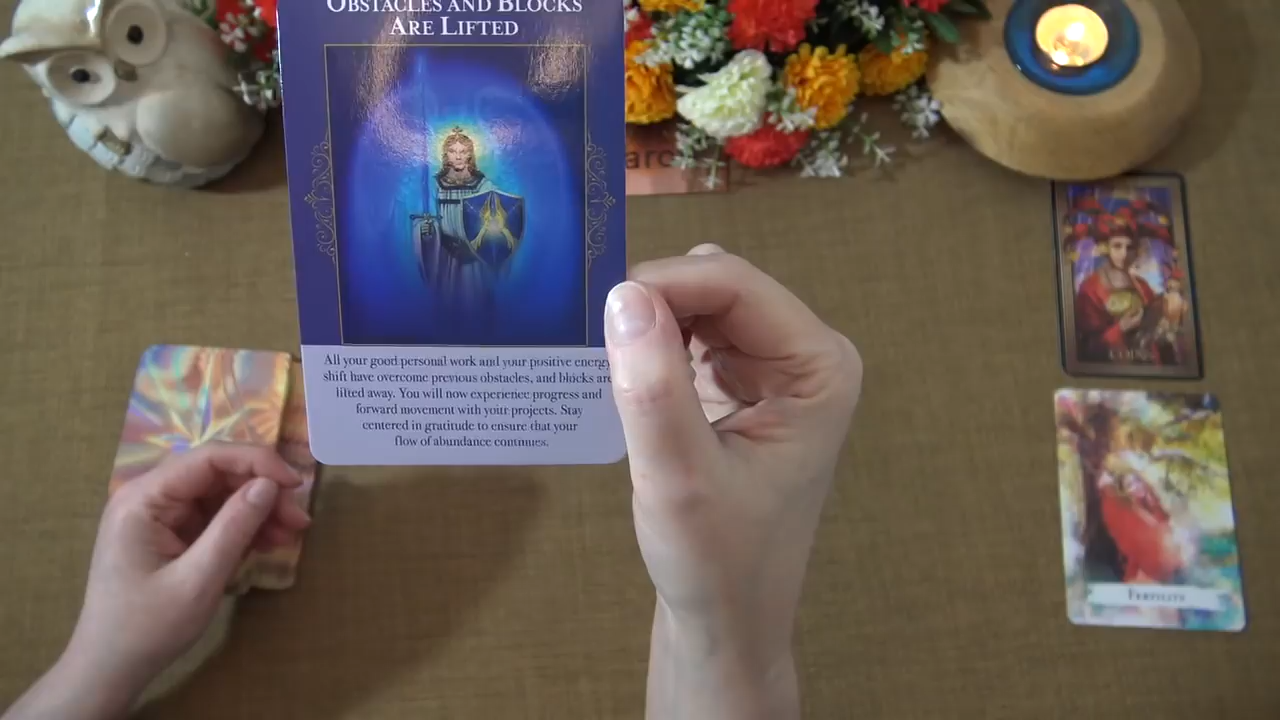 OBSTACLES AND BLOCKS
ARE LIFTED
All your good personal work and your positive energy
shift have overcome previous obstacles, and blocks are
lifted away. You will now experience progress and
forward movement with your projects. Stay
centered in gratitude to ensure that your
flow of abundance continues.
arc
FERTILITY